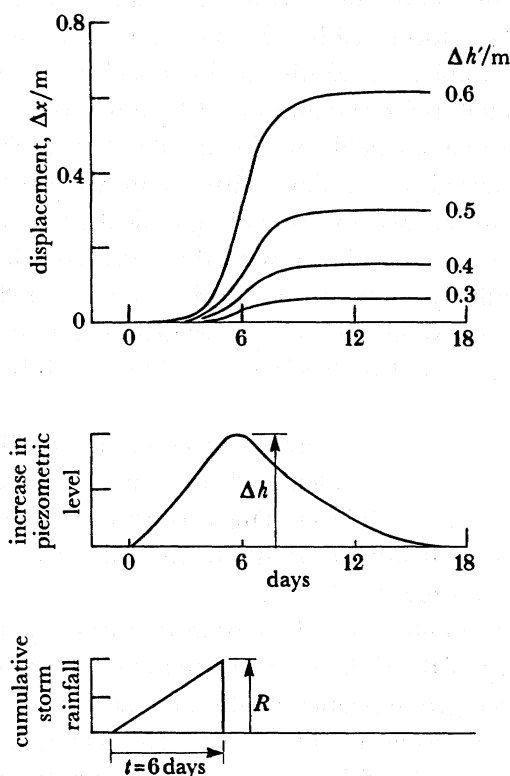 0.8
Δh′/m
0.6
displacement, Δx/m
0.4
0.5
0.4
0.3
0
0 6 12 18
increase in
piezometric
level
Δh
0 6 12 18
days
cumulative
storm
rainfall
R
t=6 days